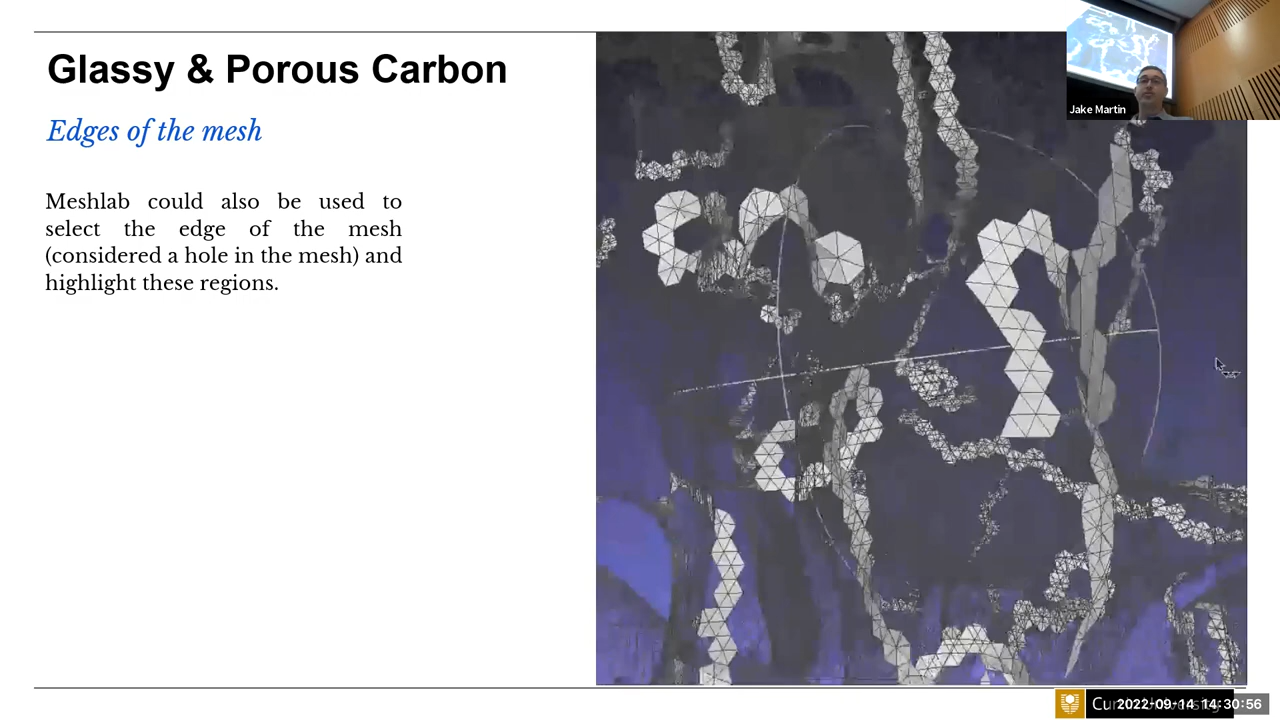 Glassy & Porous Carbon
Edges of the mesh
Meshlab could also be used to
select the edge of the mesh
(considered a hole in the mesh) and
highlight these regions.
Jake Martin
2022-09-14 14:30:56